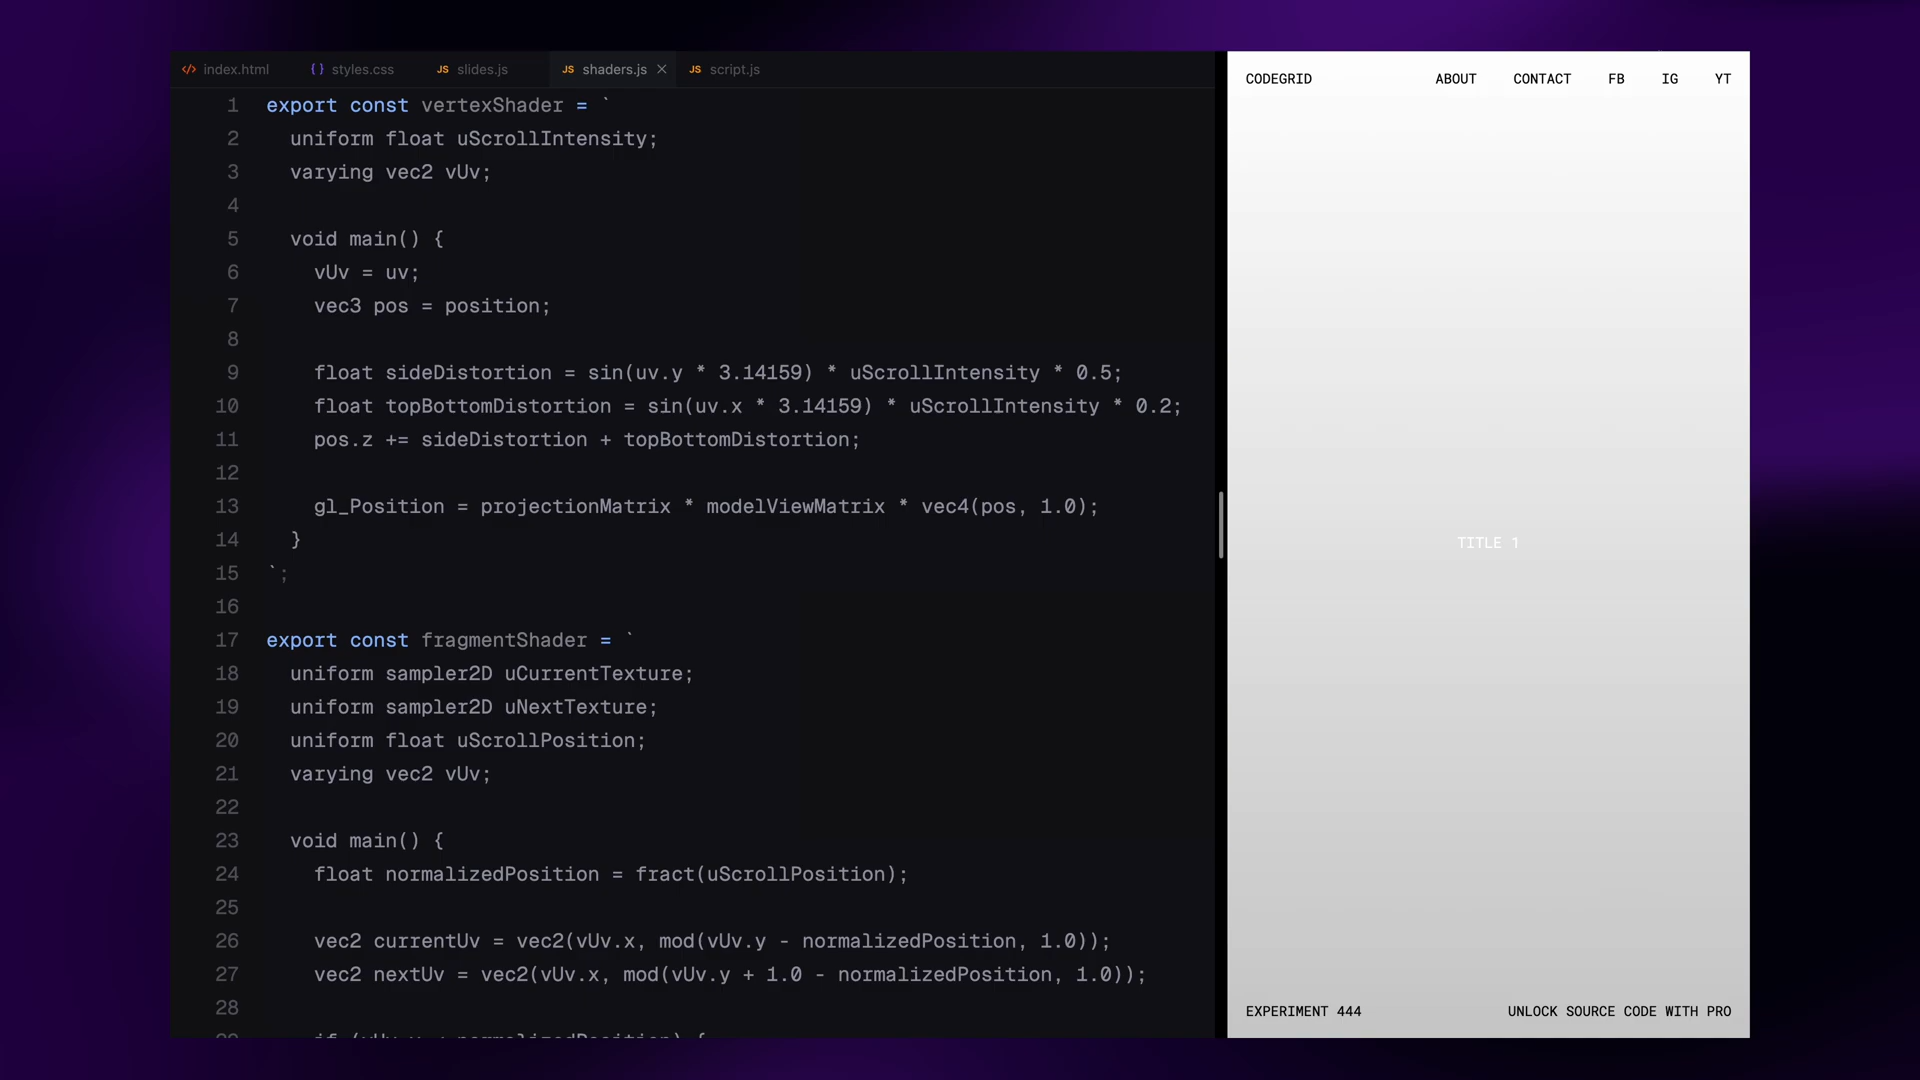 index.html styles.css JS slides.js JS shaders.js JS script.js
1 export const vertexShader = `
2 uniform float uScrollIntensity;
3 varying vec2 vUv;
4
5 void main() {
6 vUv = uv;
7 vec3 pos = position;
8
9 float sideDistortion = sin(uv.y * 3.14159) * uScrollIntensity * 0.5;
10 float topBottomDistortion = sin(uv.x * 3.14159) * uScrollIntensity * 0.2;
11 pos.z += sideDistortion + topBottomDistortion;
12
13 gl_Position = projectionMatrix * modelViewMatrix * vec4(pos, 1.0);
14 }
15 `;
16
17 export const fragmentShader = `
18 uniform sampler2D uCurrentTexture;
19 uniform sampler2D uNextTexture;
20 uniform float uScrollPosition;
21 varying vec2 vUv;
22
23 void main() {
24 float normalizedPosition = fract(uScrollPosition);
25
26 vec2 currentUv = vec2(vUv.x, mod(vUv.y - normalizedPosition, 1.0));
27 vec2 nextUv = vec2(vUv.x, mod(vUv.y + 1.0 - normalizedPosition, 1.0));
28
CODEGRID ABOUT CONTACT FB IG YT
TITLE 1
EXPERIMENT 444 UNLOCK SOURCE CODE WITH PRO